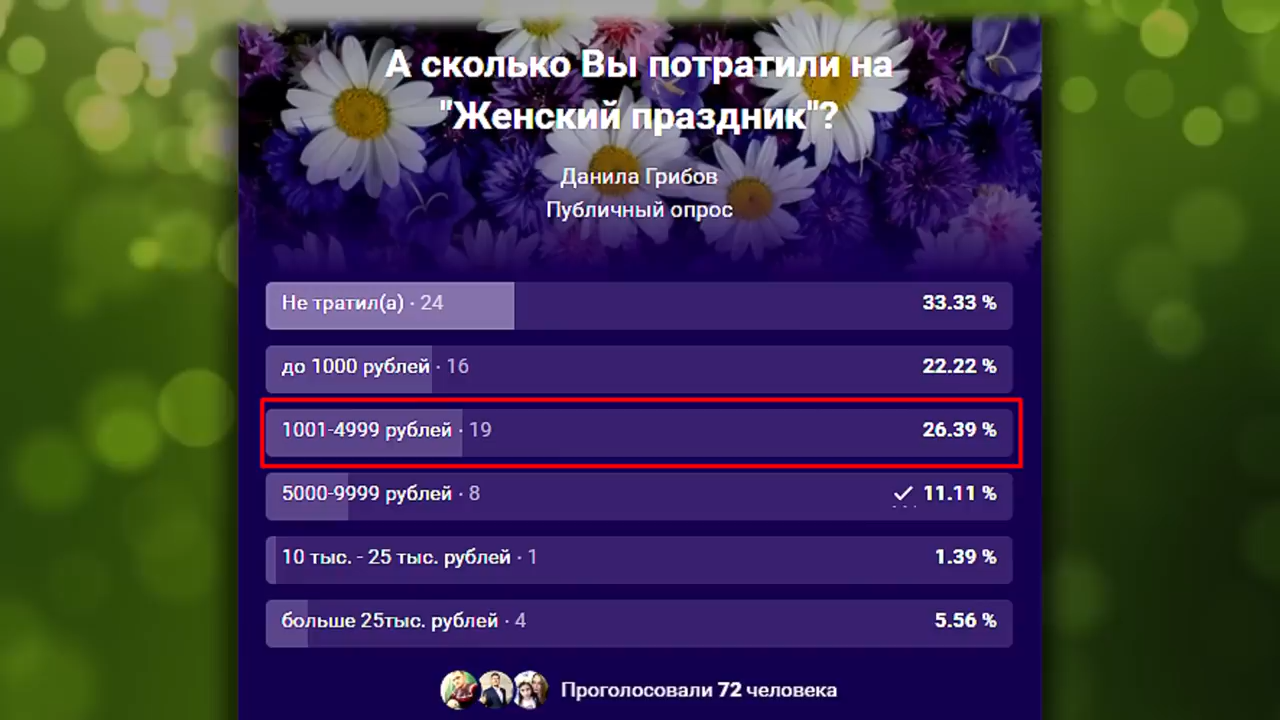 А сколько Вы потратили на
"Женский праздник"?
Данила Грибов
Публичный опрос
Не тратил(а) · 24 33.33 %
до 1000 рублей · 16 22.22 %
1001-4999 рублей · 19 26.39 %
5000-9999 рублей · 8 11.11 %
10 тыс. - 25 тыс. рублей · 1 1.39 %
больше 25тыс. рублей · 4 5.56 %
Проголосовали 72 человека